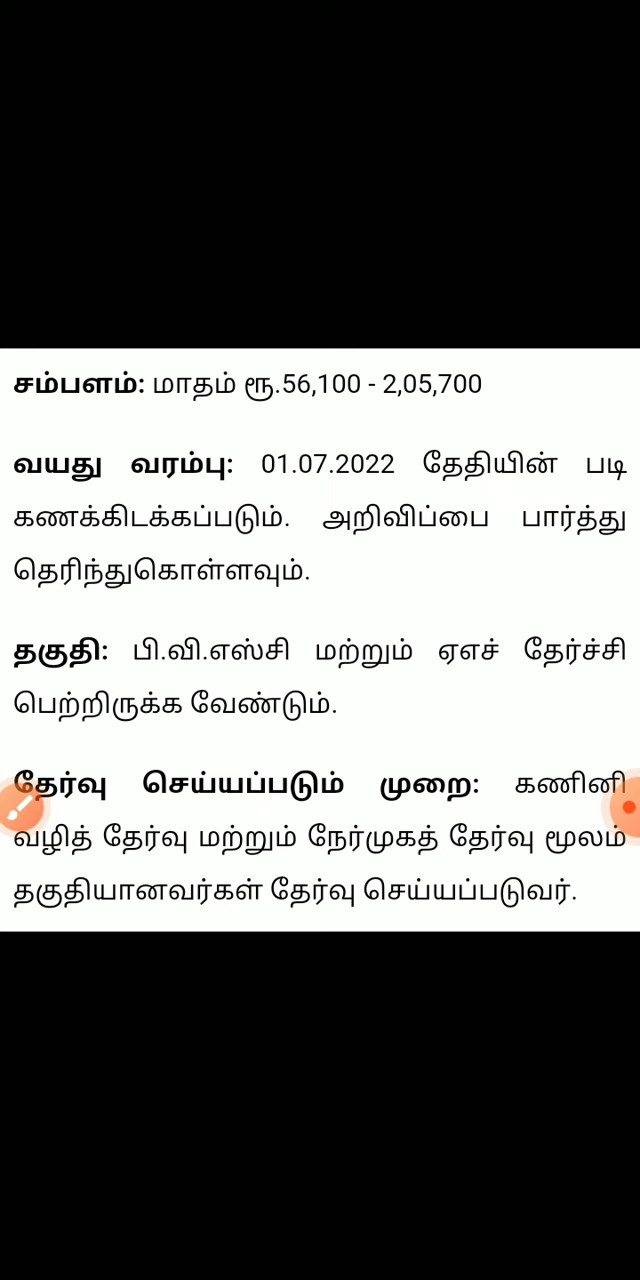 சம்பளம்: மாதம் ரூ.56,100 - 2,05,700
வயது வரம்பு: 01.07.2022 தேதியின் படி
கணக்கிடக்கப்படும். அறிவிப்பை பார்த்து
தெரிந்துகொள்ளவும்.
தகுதி: பி.வி.எஸ்சி மற்றும் ஏஎச் தேர்ச்சி
பெற்றிருக்க வேண்டும்.
தேர்வு செய்யப்படும் முறை: கணினி
வழித் தேர்வு மற்றும் நேர்முகத் தேர்வு மூலம்
தகுதியானவர்கள் தேர்வு செய்யப்படுவர்.